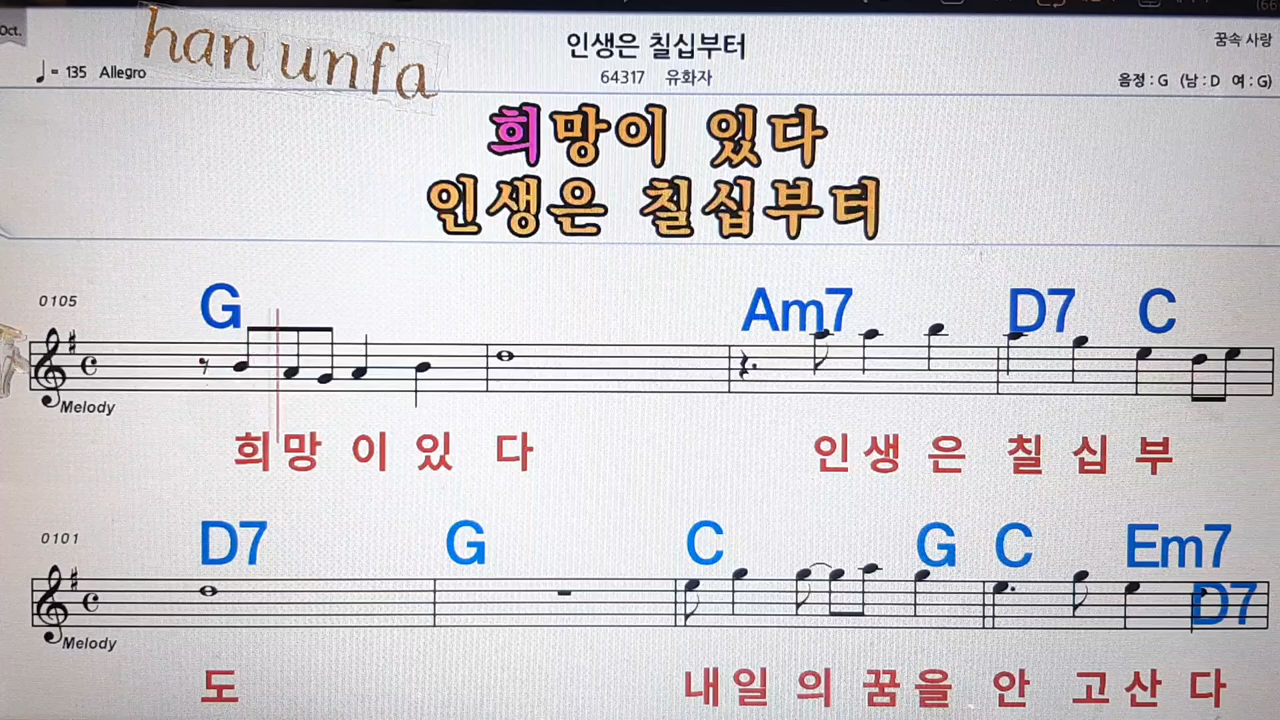 Oct.
han unfa
인생은 칠십부터
꿈속 사랑
= 135 Allegro
64317 유화자
음정 : G (남 : D 여 : G)
희망이 있다
인생은 칠십부터
0105
G Am7 D7 C
Melody
희 망 이 있 다 인 생 은 칠 십 부
0101
D7 G C G C Em7
D7
Melody
도 내 일 의 꿈 을 안 고 산 다